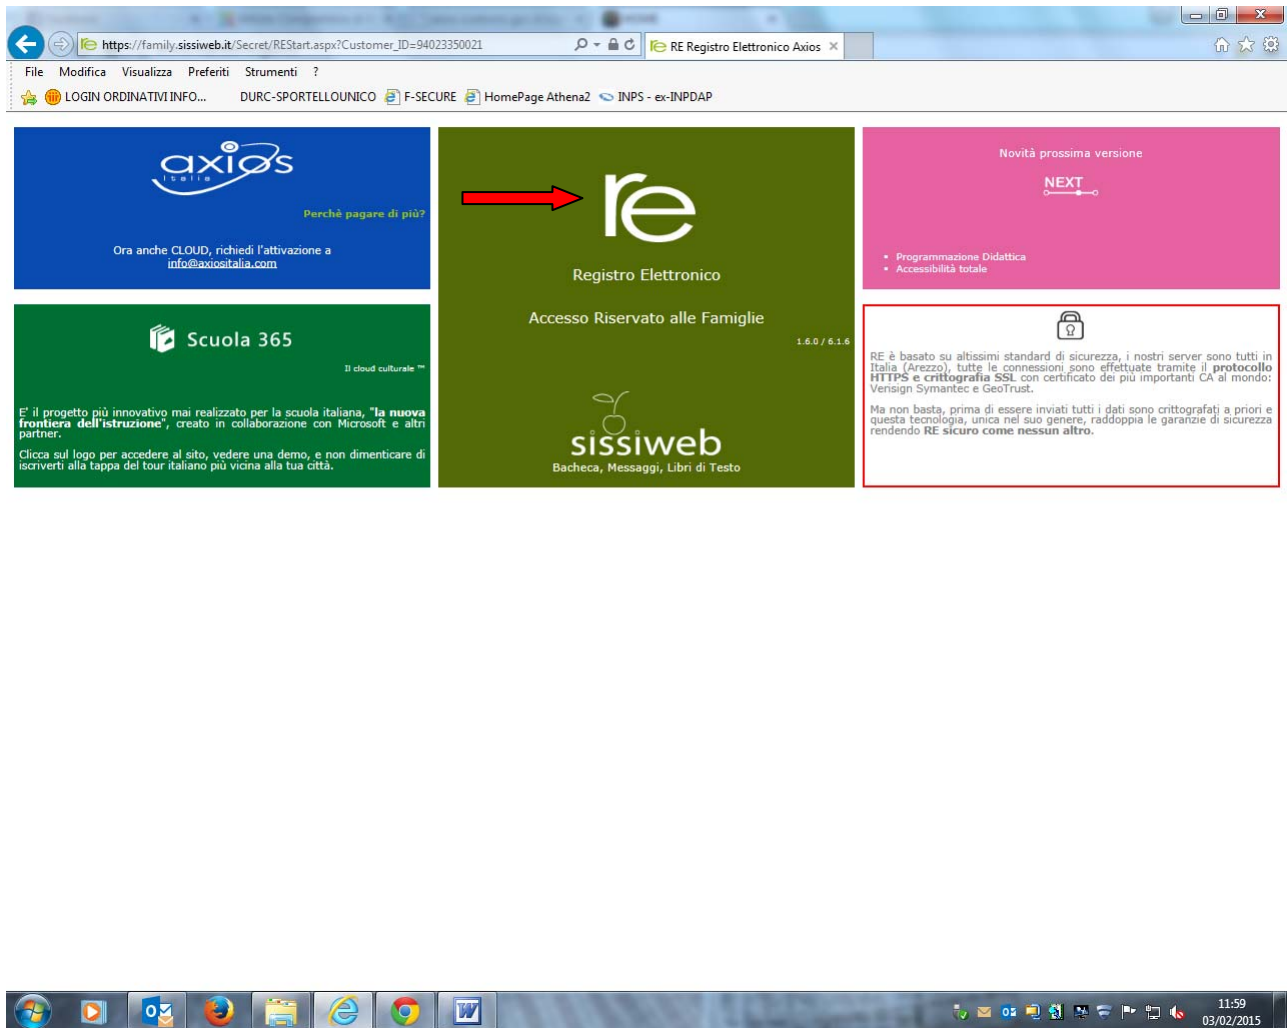 https://family.sissiweb.it/Secret/REStart.aspx?Customer_ID=94023350021
RE Registro Elettronico Axios
File Modifica Visualizza Preferiti Strumenti ?
LOGIN ORDINATIVI INFO... DURC-SPORTELLOUNICO F-SECURE HomePage Athena2 INPS - ex-INPDAP
axios
italia
Perchè pagare di più?
Ora anche CLOUD, richiedi l'attivazione a
info@axiositalia.com
Scuola 365
Il cloud culturale ™
E' il progetto più innovativo mai realizzato per la scuola italiana, "la nuova
frontiera dell'istruzione", creato in collaborazione con Microsoft e altri
partner.
Clicca sul logo per accedere al sito, vedere una demo, e non dimenticare di
iscriverti alla tappa del tour italiano più vicina alla tua città.
re
Registro Elettronico
Accesso Riservato alle Famiglie
1.6.0 / 6.1.6
sissiweb
Bacheca, Messaggi, Libri di Testo
Novità prossima versione
NEXT
• Programmazione Didattica
• Accessibilità totale
RE è basato su altissimi standard di sicurezza, i nostri server sono tutti in
Italia (Arezzo), tutte le connessioni sono effettuate tramite il protocollo
HTTPS e crittografia SSL con certificato dei più importanti CA al mondo:
Verisign Symantec e GeoTrust.
Ma non basta, prima di essere inviati tutti i dati sono crittografati a priori e
questa tecnologia, unica nel suo genere, raddoppia le garanzie di sicurezza
rendendo RE sicuro come nessun altro.
11:59
03/02/2015